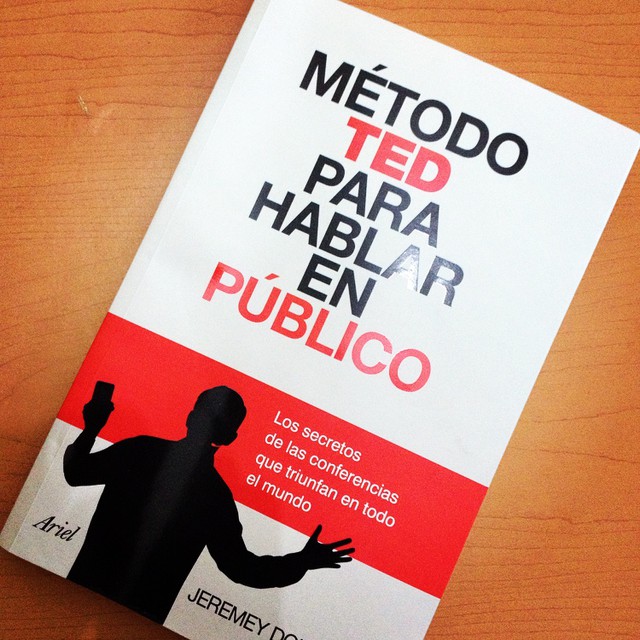 MÉTODO
TED
PARA
HABLAR
EN
PÚBLICO
Los secretos
de las conferencias
que triunfan en todo
el mundo
Ariel
JEREMEY